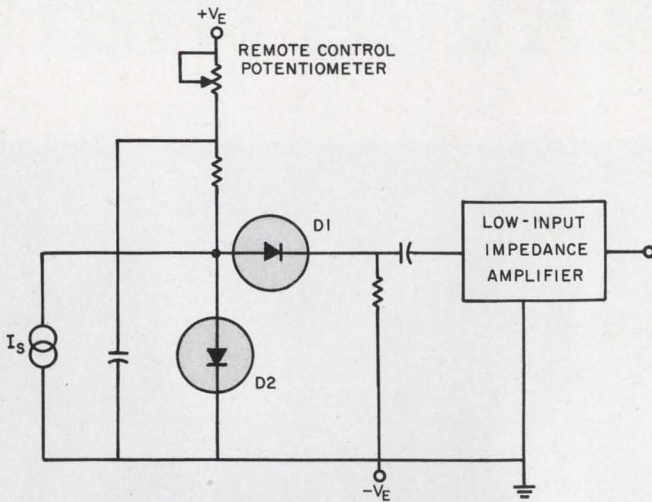 +VE
REMOTE CONTROL
POTENTIOMETER
D1
LOW-INPUT
IMPEDANCE
AMPLIFIER
IS
D2
-VE